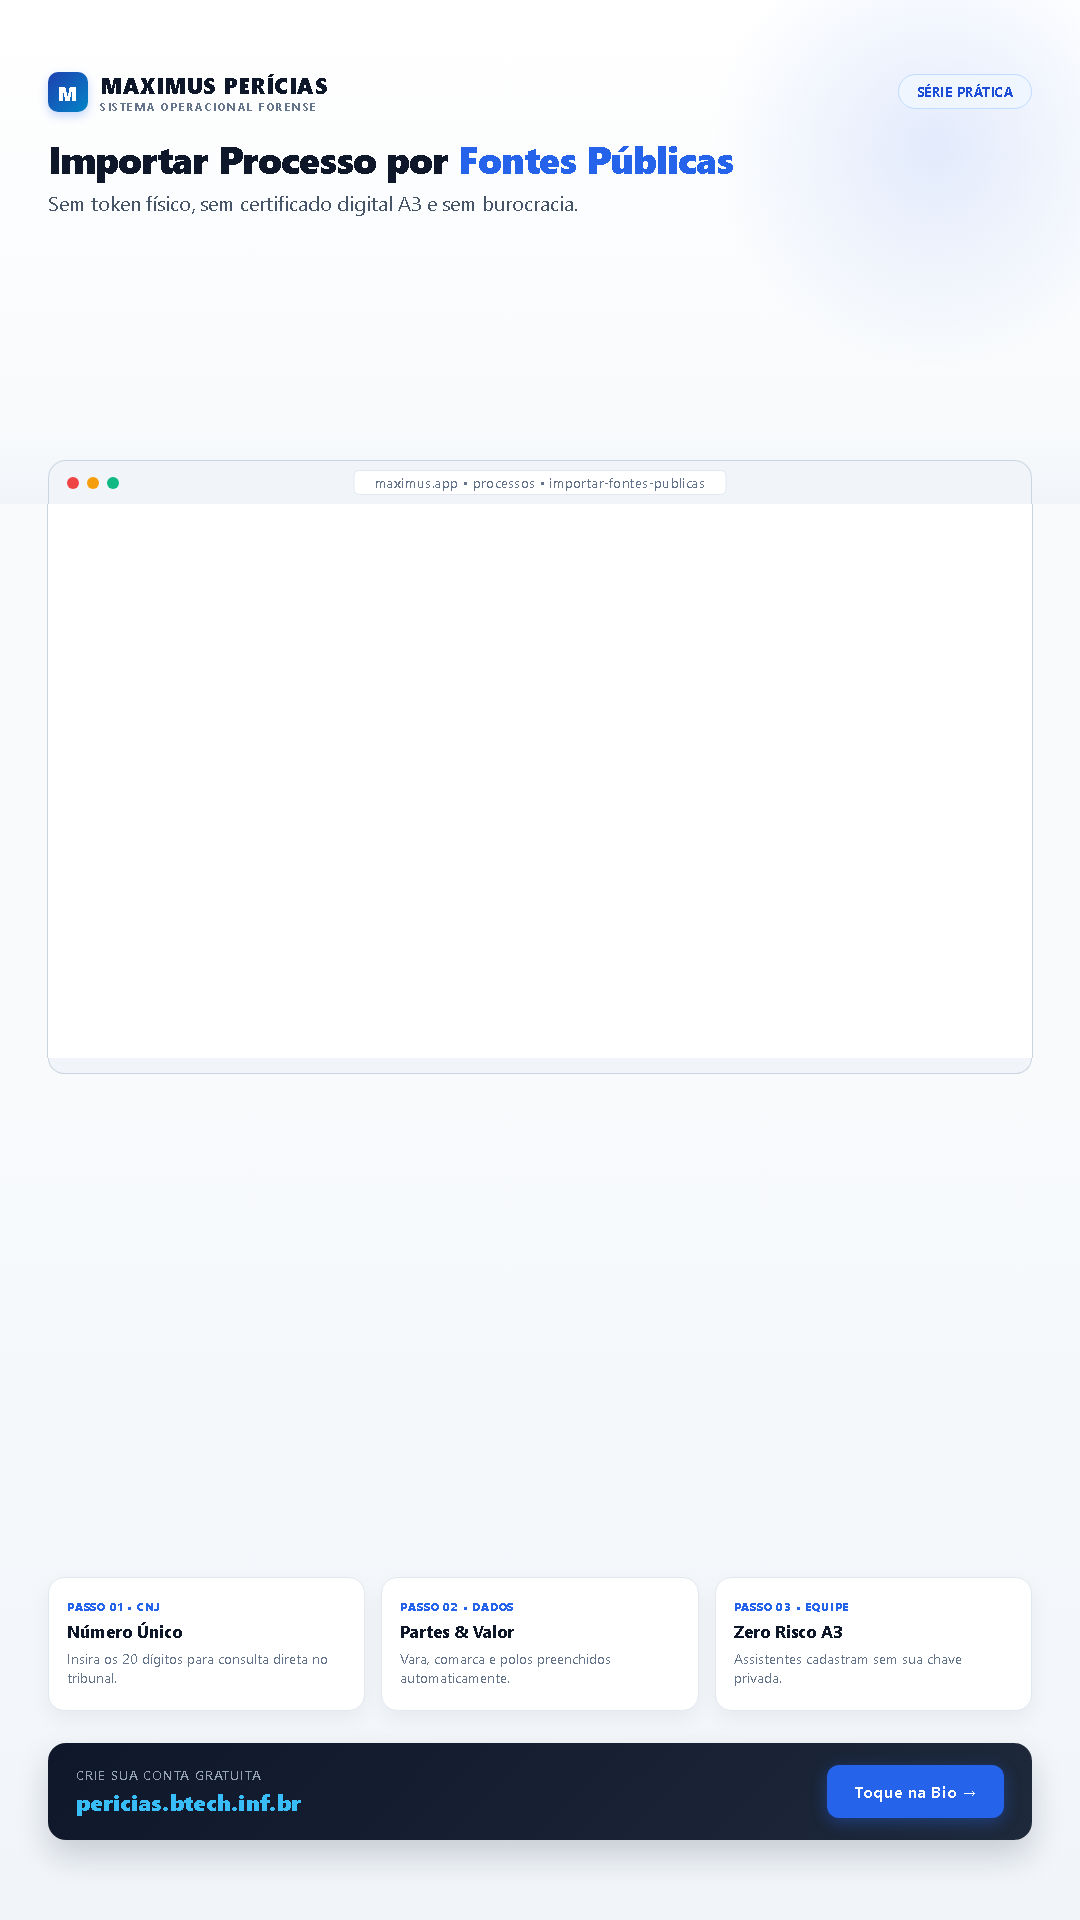 M
MAXIMUS PERÍCIAS
SISTEMA OPERACIONAL FORENSE
SÉRIE PRÁTICA
Importar Processo por Fontes Públicas
Sem token físico, sem certificado digital A3 e sem burocracia.
maximus.app • processos • importar-fontes-publicas
PASSO 01 • CNJ
Número Único
Insira os 20 dígitos para consulta direta no
tribunal.
PASSO 02 • DADOS
Partes & Valor
Vara, comarca e polos preenchidos
automaticamente.
PASSO 03 • EQUIPE
Zero Risco A3
Assistentes cadastram sem sua chave
privada.
CRIE SUA CONTA GRATUITA
pericias.btech.inf.br
Toque na Bio →